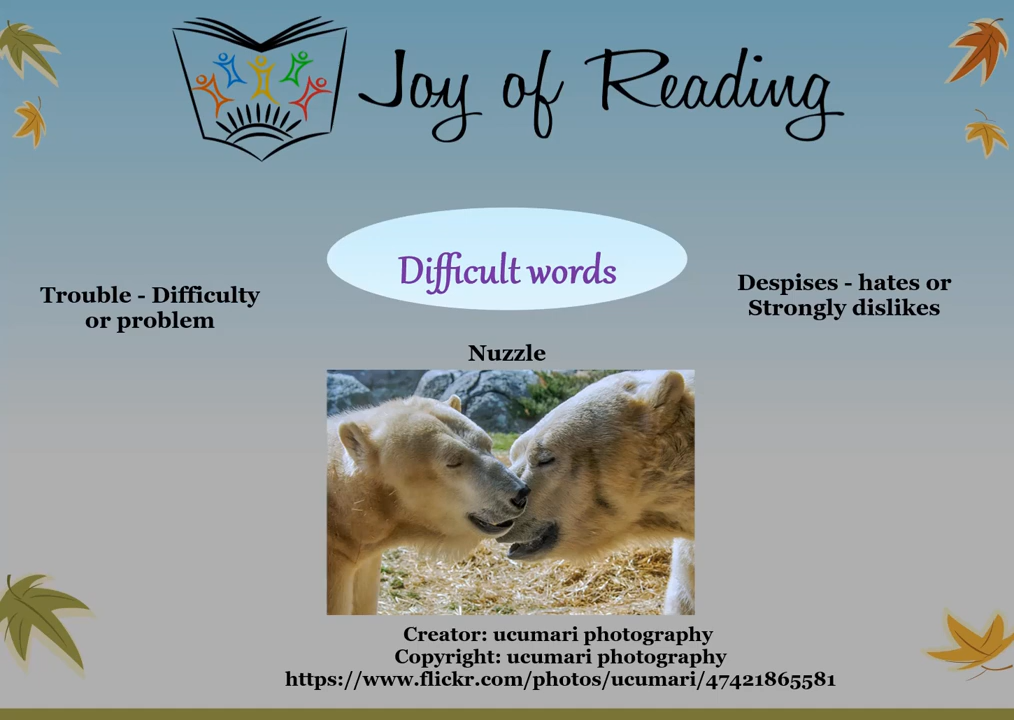 Joy of Reading
Difficult words
Trouble - Difficulty
or problem
Despises - hates or
Strongly dislikes
Nuzzle
Creator: ucumari photography
Copyright: ucumari photography
https://www.flickr.com/photos/ucumari/47421865581